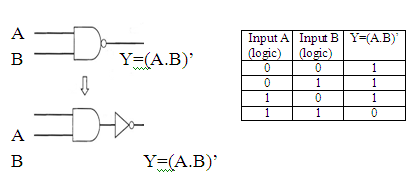 A
B
Y=(A.B)’
A
B
Y=(A.B)’
Input A (logic) Input B (logic) Y=(A.B)’
0 0 1
0 1 1
1 0 1
1 1 0